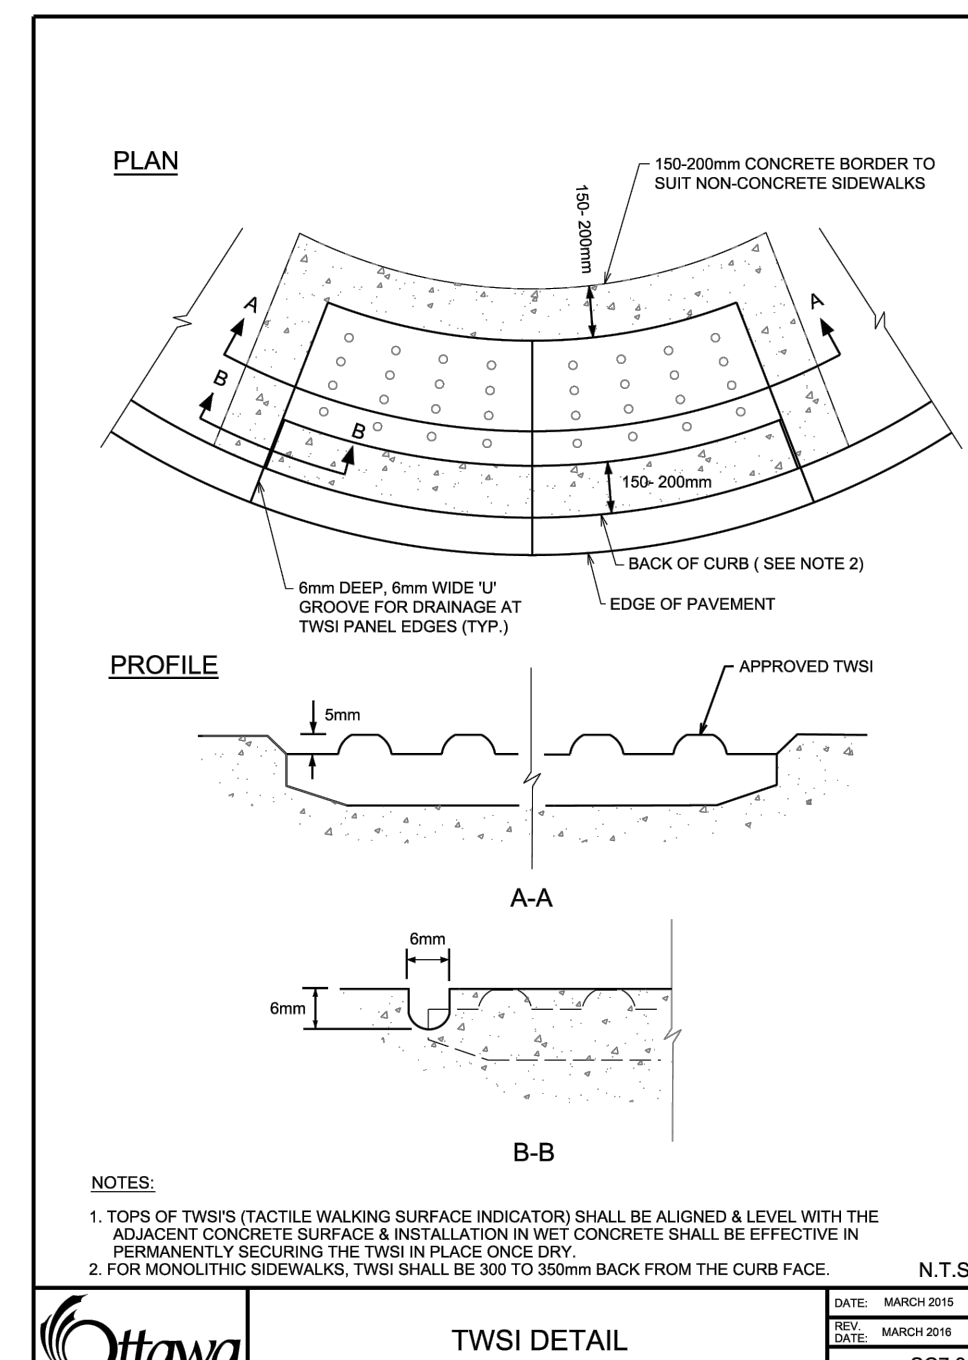 PLAN
150-200mm CONCRETE BORDER TO
SUIT NON-CONCRETE SIDEWALKS
150- 200mm
A
A
B
B
150- 200mm
BACK OF CURB ( SEE NOTE 2)
6mm DEEP, 6mm WIDE 'U'
GROOVE FOR DRAINAGE AT
TWSI PANEL EDGES (TYP.)
EDGE OF PAVEMENT
PROFILE
APPROVED TWSI
5mm
A-A
6mm
6mm
B-B
NOTES:
1. TOPS OF TWSI'S (TACTILE WALKING SURFACE INDICATOR) SHALL BE ALIGNED & LEVEL WITH THE
ADJACENT CONCRETE SURFACE & INSTALLATION IN WET CONCRETE SHALL BE EFFECTIVE IN
PERMANENTLY SECURING THE TWSI IN PLACE ONCE DRY.
2. FOR MONOLITHIC SIDEWALKS, TWSI SHALL BE 300 TO 350mm BACK FROM THE CURB FACE.
N.T.S
Ottawa
TWSI DETAIL
DATE: MARCH 2015
REV.
DATE: MARCH 2016